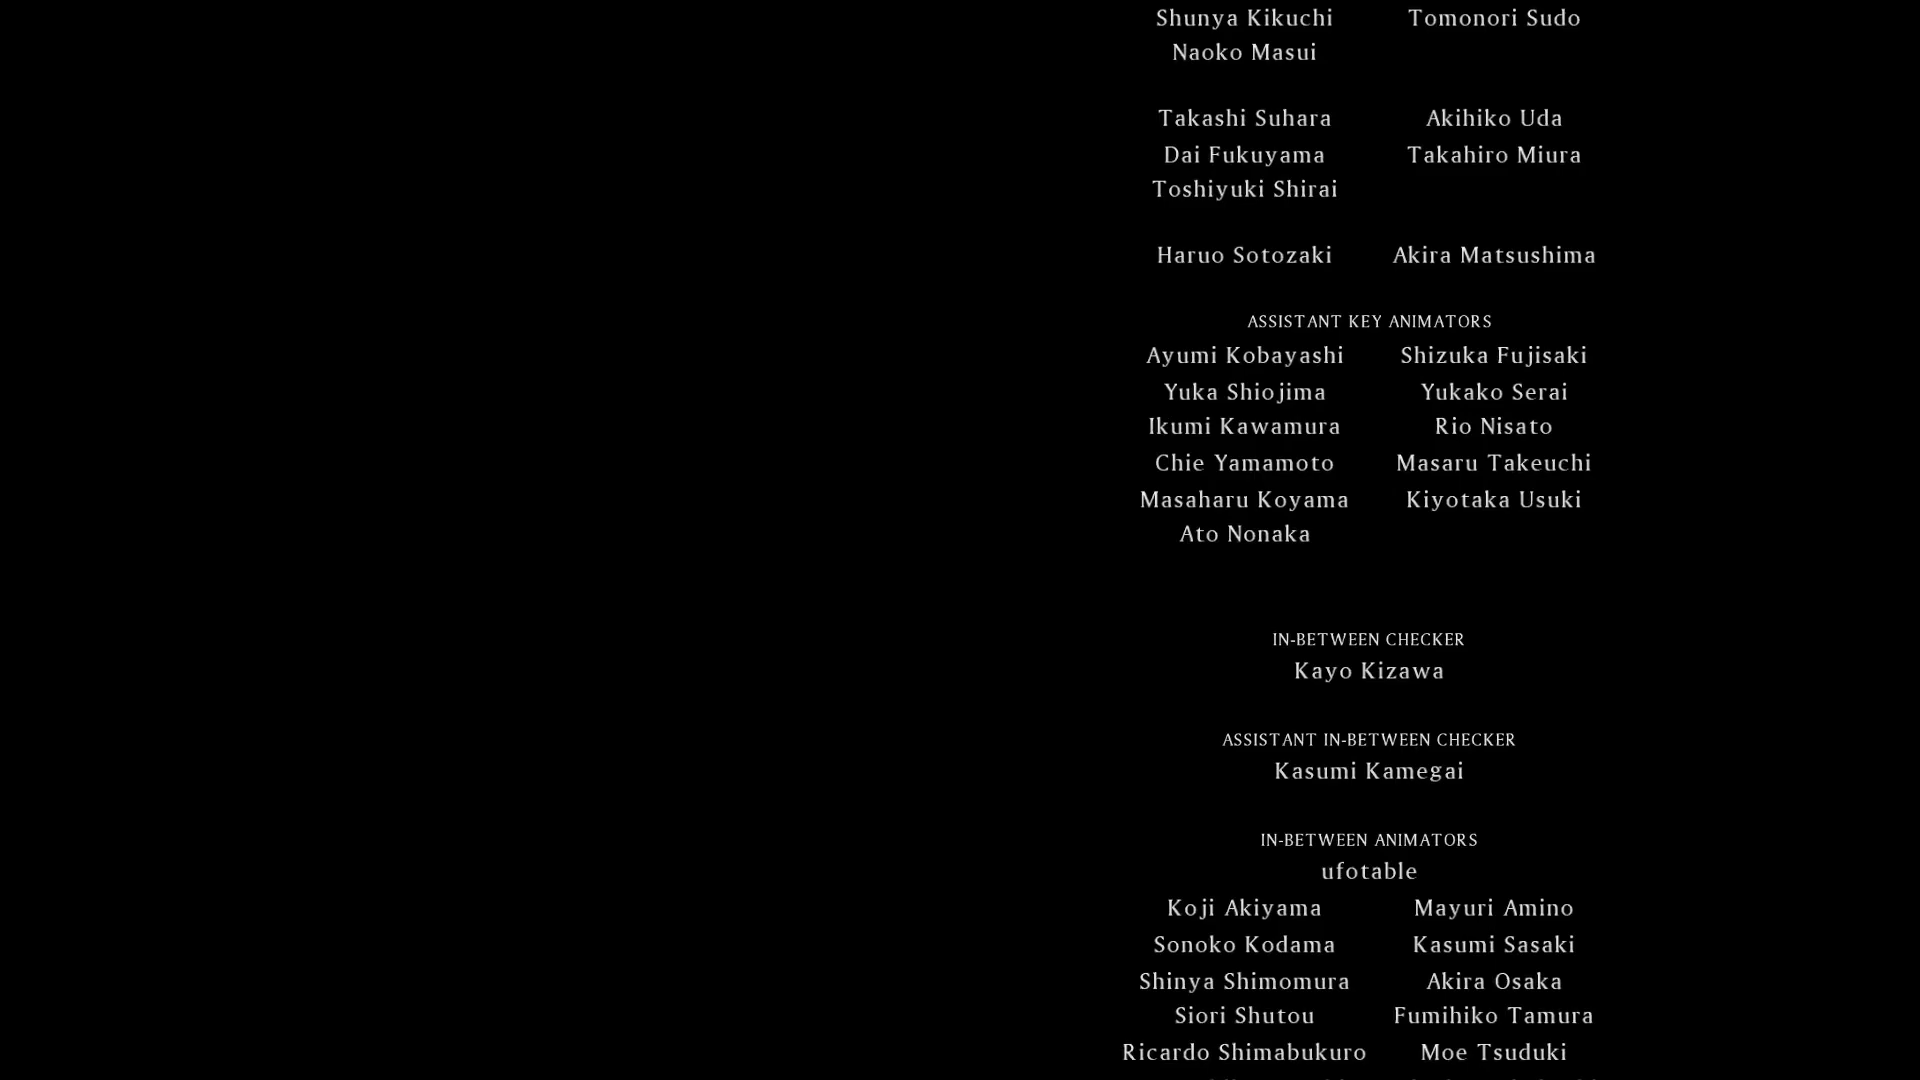 Shunya Kikuchi Tomonori Sudo
Naoko Masui
Takashi Suhara Akihiko Uda
Dai Fukuyama Takahiro Miura
Toshiyuki Shirai
Haruo Sotozaki Akira Matsushima
ASSISTANT KEY ANIMATORS
Ayumi Kobayashi Shizuka Fujisaki
Yuka Shiojima Yukako Serai
Ikumi Kawamura Rio Nisato
Chie Yamamoto Masaru Takeuchi
Masaharu Koyama Kiyotaka Usuki
Ato Nonaka
IN-BETWEEN CHECKER
Kayo Kizawa
ASSISTANT IN-BETWEEN CHECKER
Kasumi Kamegai
IN-BETWEEN ANIMATORS
ufotable
Koji Akiyama Mayuri Amino
Sonoko Kodama Kasumi Sasaki
Shinya Shimomura Akira Osaka
Siori Shutou Fumihiko Tamura
Ricardo Shimabukuro Moe Tsuduki